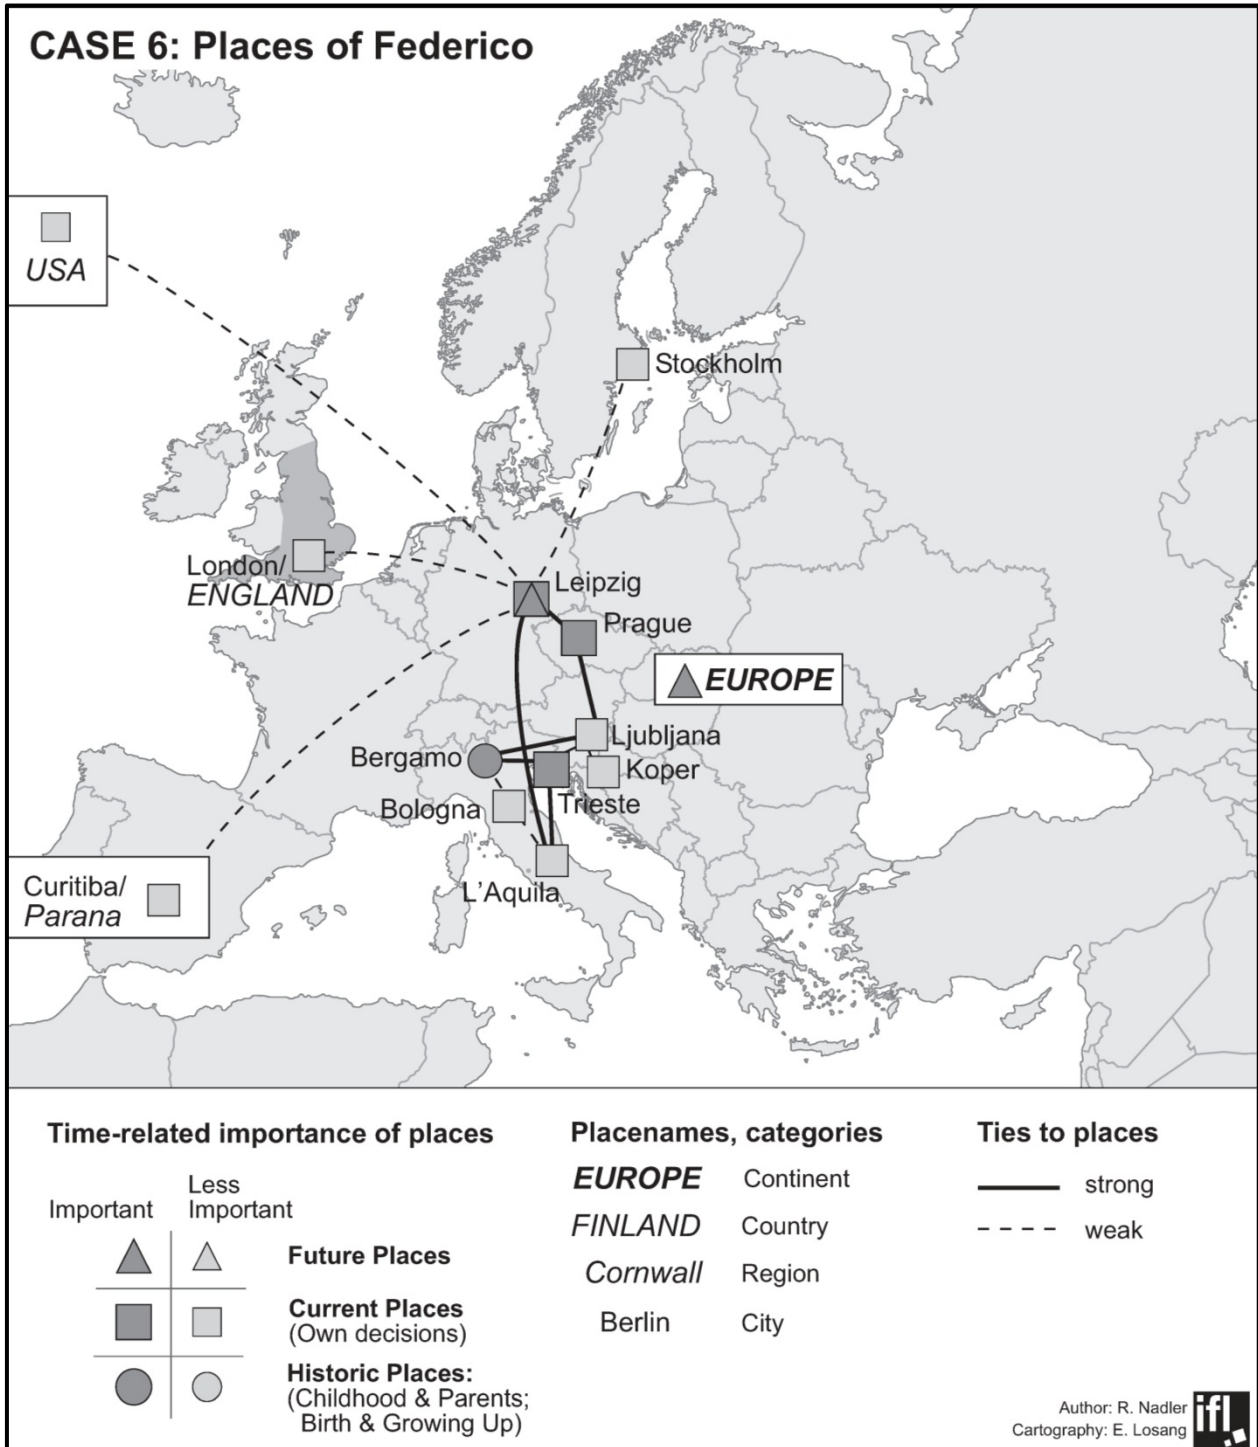 CASE 6: Places of Federico
USA
Stockholm
London/
ENGLAND
Leipzig
Prague
EUROPE
Ljubljana
Bergamo
Koper
Trieste
Bologna
L'Aquila
Curitiba/
Parana
Time-related importance of places
Important
Less
Important
Future Places
Current Places
(Own decisions)
Historic Places:
(Childhood & Parents;
Birth & Growing Up)
Placenames, categories
EUROPE Continent
FINLAND Country
Cornwall Region
Berlin City
Ties to places
strong
weak
Author: R. Nadler
Cartography: E. Losang
ifl